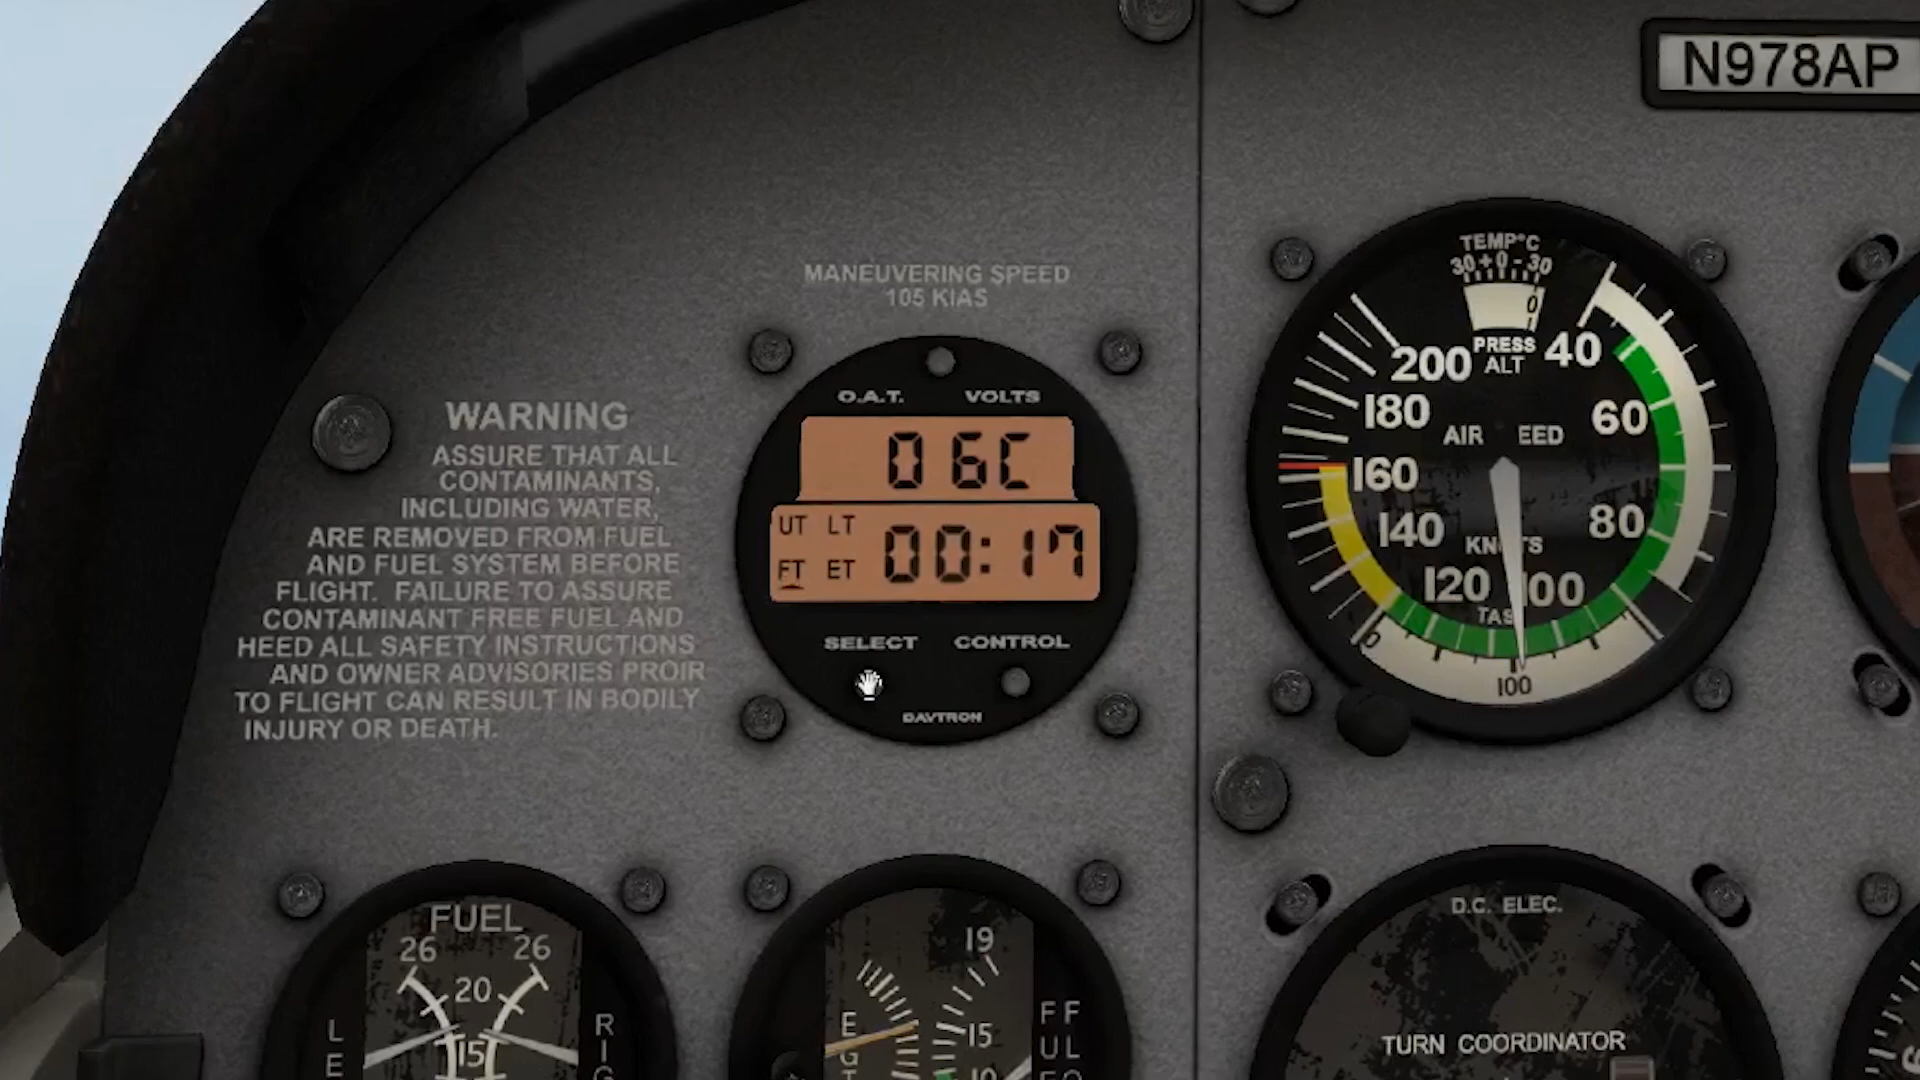 N978AP
MANEUVERING SPEED
105 KIAS
WARNING
ASSURE THAT ALL
CONTAMINANTS,
INCLUDING WATER,
ARE REMOVED FROM FUEL
AND FUEL SYSTEM BEFORE
FLIGHT. FAILURE TO ASSURE
CONTAMINANT FREE FUEL AND
HEED ALL SAFETY INSTRUCTIONS
AND OWNER ADVISORIES PROIR
TO FLIGHT CAN RESULT IN BODILY
INJURY OR DEATH.
O.A.T. VOLTS
06C
UT LT
FT ET 00:17
SELECT CONTROL
DAVTRON
TEMP°C
30+0-30
0
PRESS
ALT
200 40
180 60
AIR EED
160
140 80
KN TS
120 100
TAS
100
FUEL
26 26
20
15
L
E
R
I
G
19
15
10
E
G
T
F F
U L
D.C. ELEC.
TURN COORDINATOR